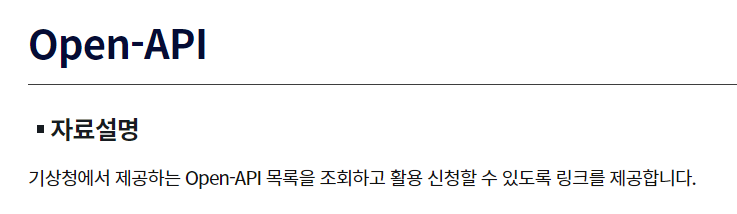 Open-API
▪ 자료설명
기상청에서 제공하는 Open-API 목록을 조회하고 활용 신청할 수 있도록 링크를 제공합니다.